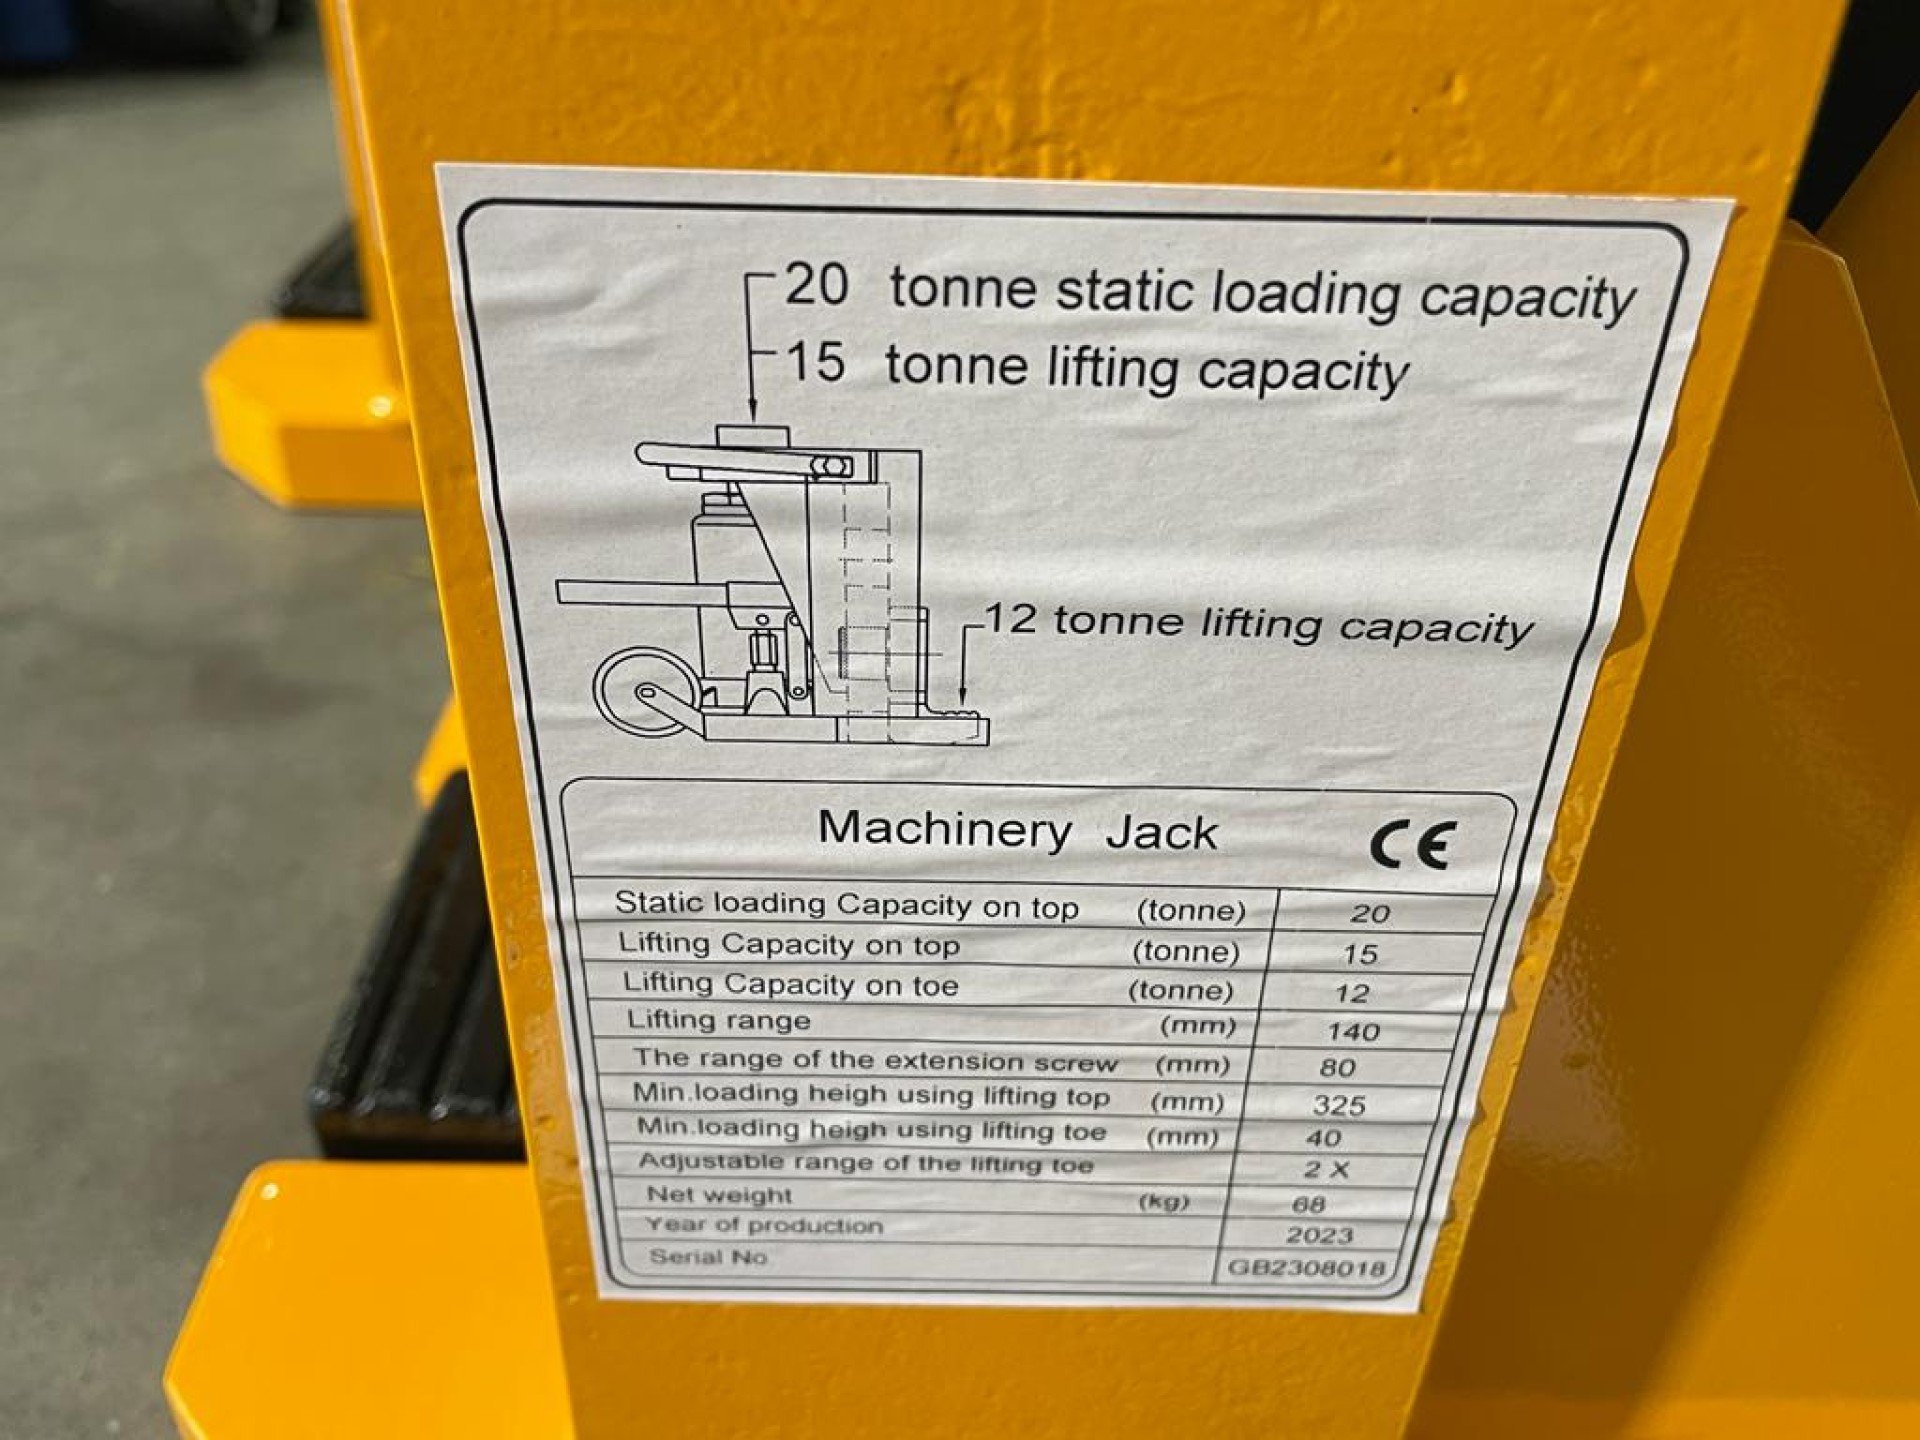 20 tonne static loading capacity
15 tonne lifting capacity
12 tonne lifting capacity
Machinery Jack CE
Static loading Capacity on top (tonne) 20
Lifting Capacity on top (tonne) 15
Lifting Capacity on toe (tonne) 12
Lifting range (mm) 140
The range of the extension screw (mm) 80
Min.loading heigh using lifting top (mm) 325
Min.loading heigh using lifting toe (mm) 40
Adjustable range of the lifting toe 2 X
Net weight (kg) 68
Year of production 2023
Serial No GB2308018